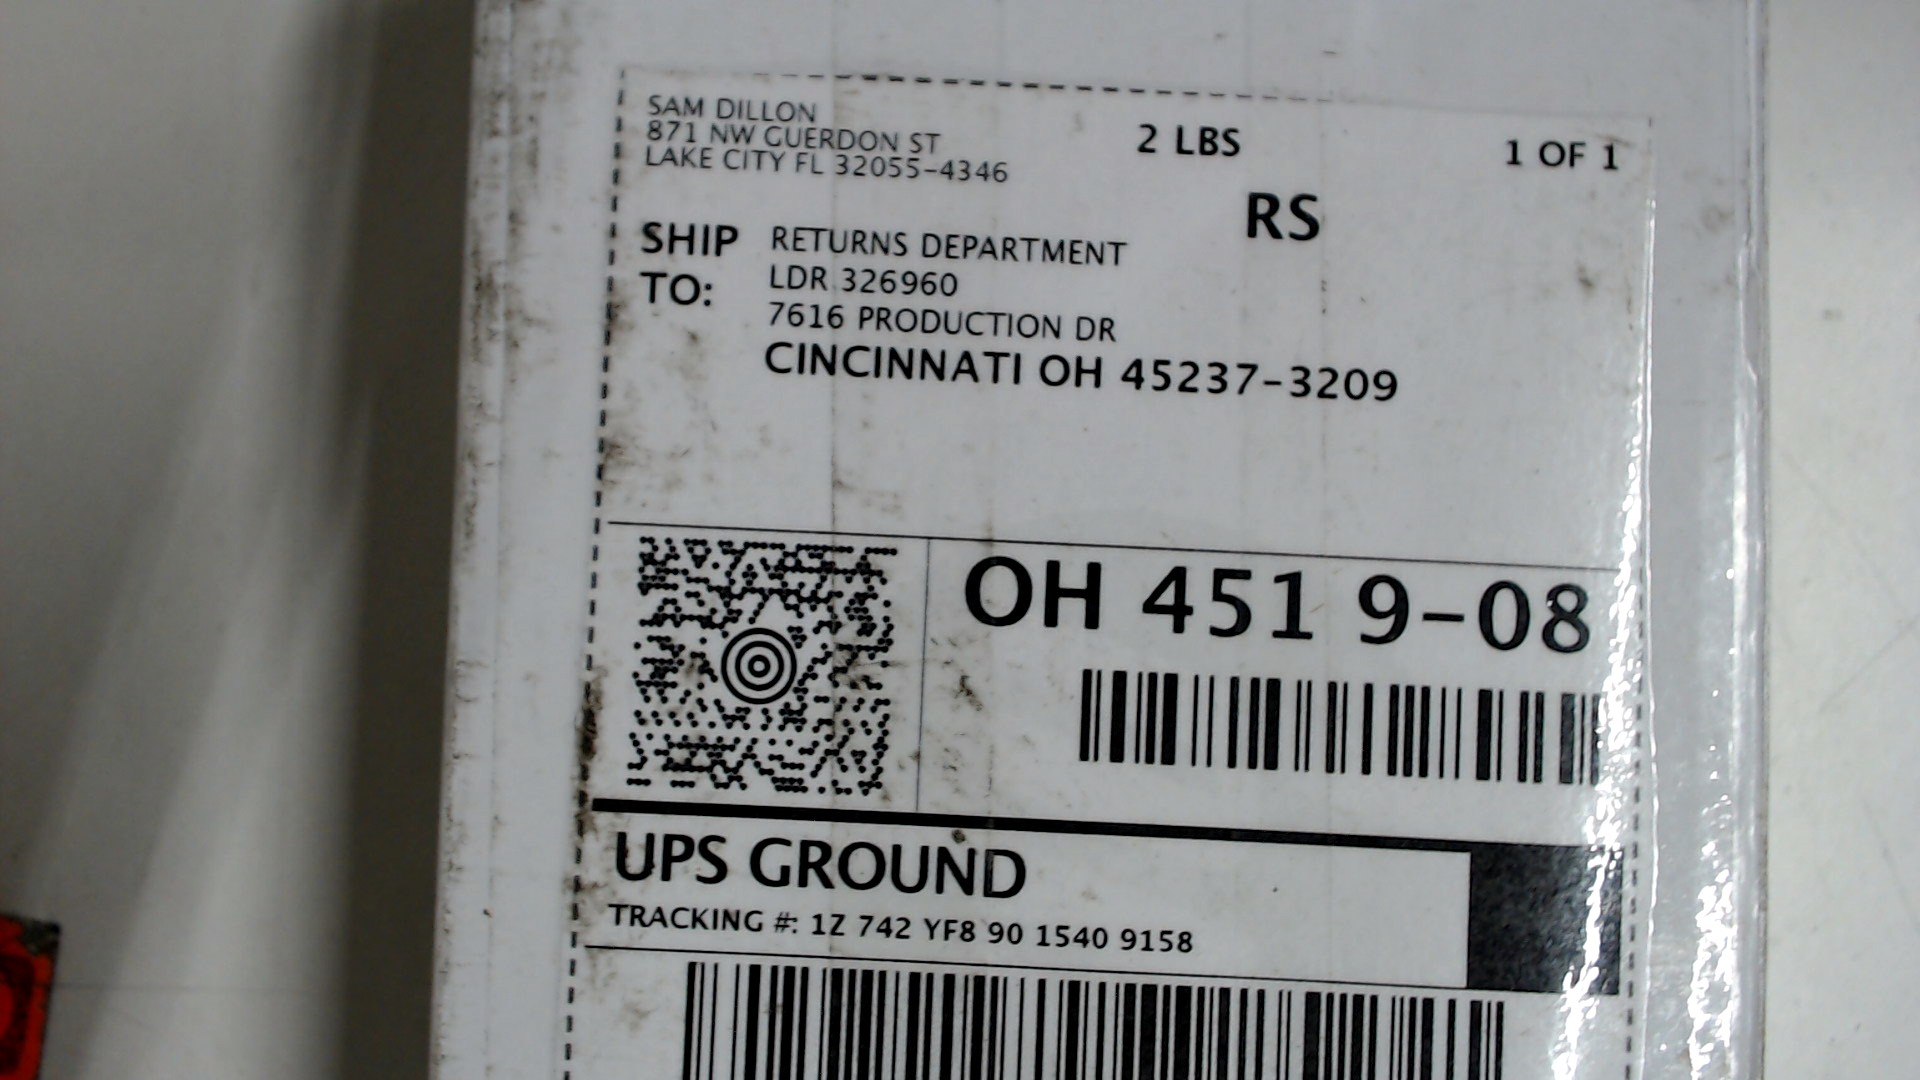 SAM DILLON
871 NW GUERDON ST
LAKE CITY FL 32055-4346
2 LBS
1 OF 1
RS
SHIP TO:
RETURNS DEPARTMENT
LDR 326960
7616 PRODUCTION DR
CINCINNATI OH 45237-3209
OH 451 9-08
UPS GROUND
TRACKING #: 1Z 742 YF8 90 1540 9158